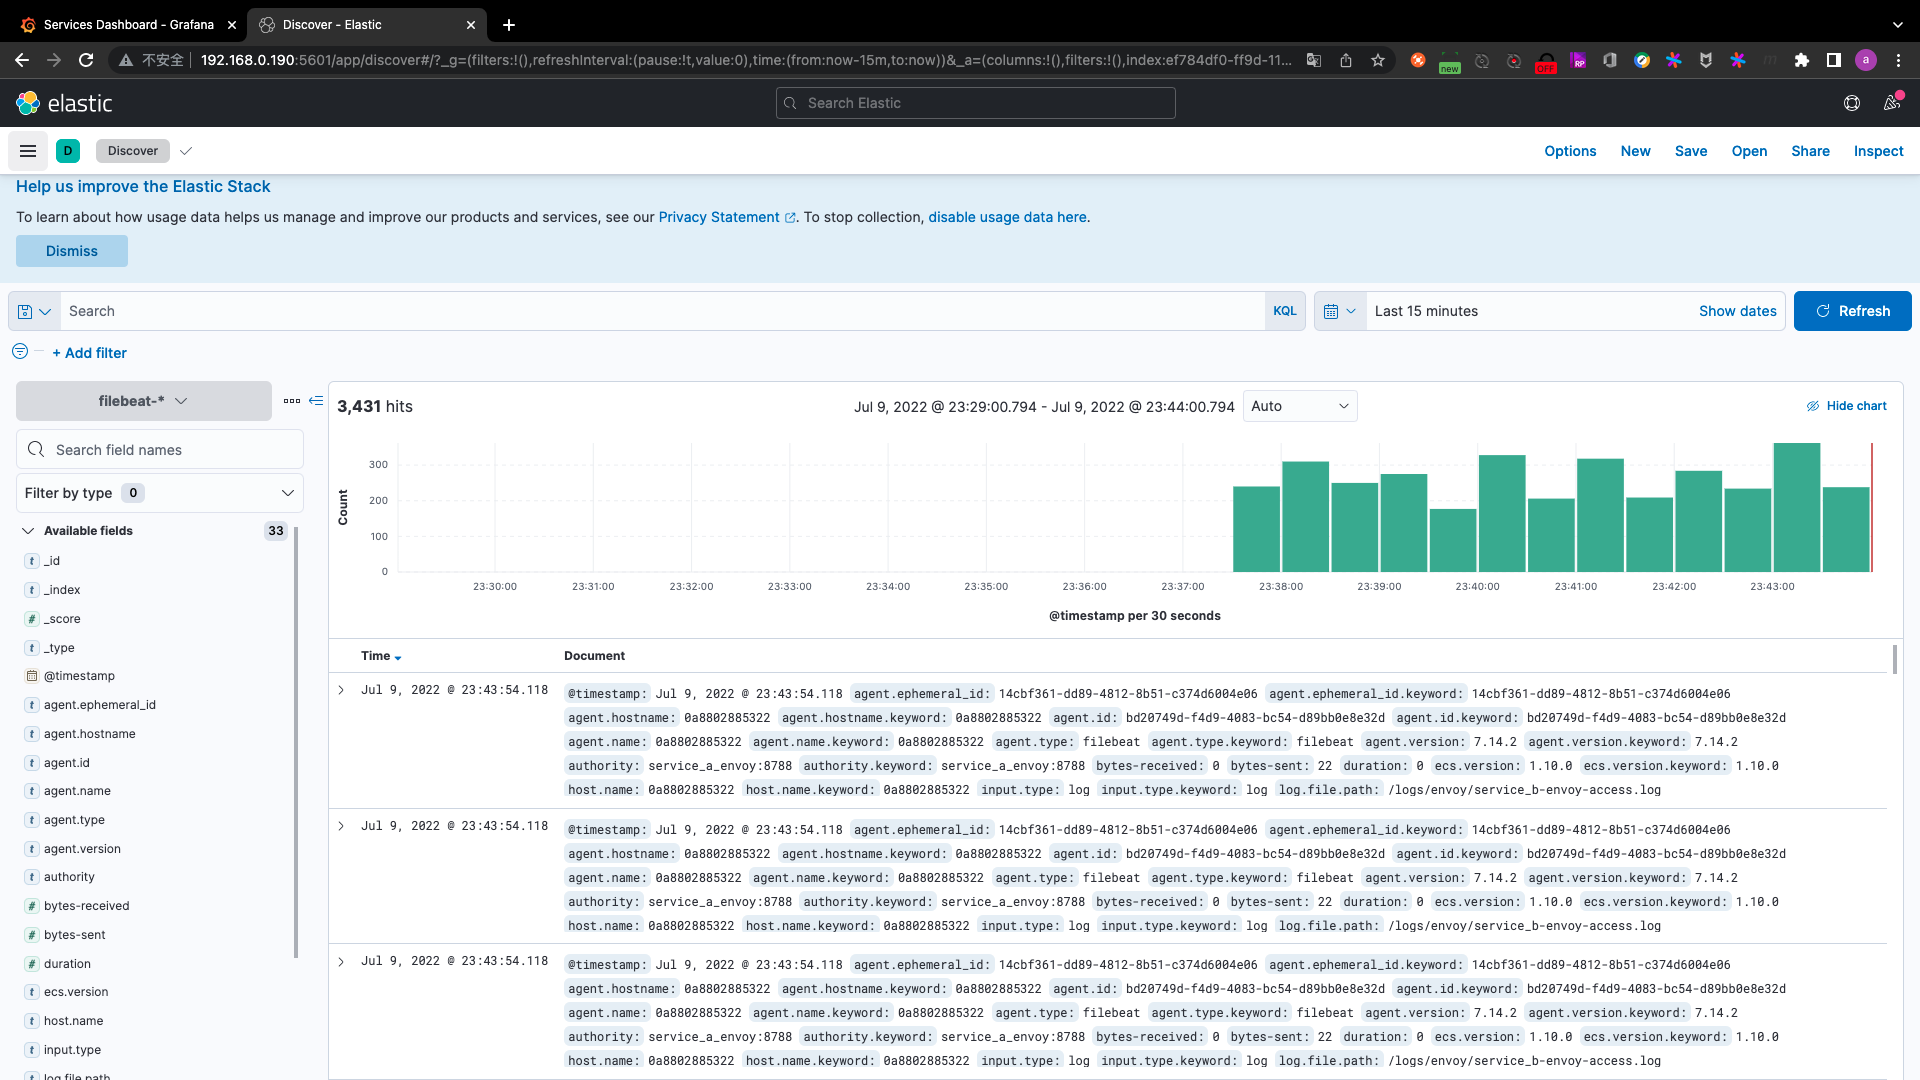 Services Dashboard - Grafana
Discover - Elastic
不安全
192.168.0.190:5601/app/discover#/?_g=(filters:!(),refreshInterval:(pause:!t,value:0),time:(from:now-15m,to:now))&_a=(columns:!(),filters:!(),index:ef784df0-ff9d-11...
new
OFF
RP
a
elastic
Search Elastic
D
Discover
Options
New
Save
Open
Share
Inspect
Help us improve the Elastic Stack
To learn about how usage data helps us manage and improve our products and services, see our Privacy Statement. To stop collection, disable usage data here.
Dismiss
Search
KQL
Last 15 minutes
Show dates
Refresh
+ Add filter
filebeat-*
Search field names
Filter by type 0
Available fields 33
t _id
t _index
# _score
t _type
@timestamp
t agent.ephemeral_id
t agent.hostname
t agent.id
t agent.name
t agent.type
t agent.version
t authority
# bytes-received
# bytes-sent
# duration
t ecs.version
t host.name
t input.type
t log.file.path
3,431 hits
Jul 9, 2022 @ 23:29:00.794 - Jul 9, 2022 @ 23:44:00.794
Auto
Hide chart
Count
300
200
100
0
23:30:00
23:31:00
23:32:00
23:33:00
23:34:00
23:35:00
23:36:00
23:37:00
23:38:00
23:39:00
23:40:00
23:41:00
23:42:00
23:43:00
@timestamp per 30 seconds
Time
Document
Jul 9, 2022 @ 23:43:54.118
@timestamp: Jul 9, 2022 @ 23:43:54.118 agent.ephemeral_id: 14cbf361-dd89-4812-8b51-c374d6004e06 agent.ephemeral_id.keyword: 14cbf361-dd89-4812-8b51-c374d6004e06
agent.hostname: 0a8802885322 agent.hostname.keyword: 0a8802885322 agent.id: bd20749d-f4d9-4083-bc54-d89bb0e8e32d agent.id.keyword: bd20749d-f4d9-4083-bc54-d89bb0e8e32d
agent.name: 0a8802885322 agent.name.keyword: 0a8802885322 agent.type: filebeat agent.type.keyword: filebeat agent.version: 7.14.2 agent.version.keyword: 7.14.2
authority: service_a_envoy:8788 authority.keyword: service_a_envoy:8788 bytes-received: 0 bytes-sent: 22 duration: 0 ecs.version: 1.10.0 ecs.version.keyword: 1.10.0
host.name: 0a8802885322 host.name.keyword: 0a8802885322 input.type: log input.type.keyword: log log.file.path: /logs/envoy/service_b-envoy-access.log
Jul 9, 2022 @ 23:43:54.118
@timestamp: Jul 9, 2022 @ 23:43:54.118 agent.ephemeral_id: 14cbf361-dd89-4812-8b51-c374d6004e06 agent.ephemeral_id.keyword: 14cbf361-dd89-4812-8b51-c374d6004e06
agent.hostname: 0a8802885322 agent.hostname.keyword: 0a8802885322 agent.id: bd20749d-f4d9-4083-bc54-d89bb0e8e32d agent.id.keyword: bd20749d-f4d9-4083-bc54-d89bb0e8e32d
agent.name: 0a8802885322 agent.name.keyword: 0a8802885322 agent.type: filebeat agent.type.keyword: filebeat agent.version: 7.14.2 agent.version.keyword: 7.14.2
authority: service_a_envoy:8788 authority.keyword: service_a_envoy:8788 bytes-received: 0 bytes-sent: 22 duration: 0 ecs.version: 1.10.0 ecs.version.keyword: 1.10.0
host.name: 0a8802885322 host.name.keyword: 0a8802885322 input.type: log input.type.keyword: log log.file.path: /logs/envoy/service_b-envoy-access.log
Jul 9, 2022 @ 23:43:54.118
@timestamp: Jul 9, 2022 @ 23:43:54.118 agent.ephemeral_id: 14cbf361-dd89-4812-8b51-c374d6004e06 agent.ephemeral_id.keyword: 14cbf361-dd89-4812-8b51-c374d6004e06
agent.hostname: 0a8802885322 agent.hostname.keyword: 0a8802885322 agent.id: bd20749d-f4d9-4083-bc54-d89bb0e8e32d agent.id.keyword: bd20749d-f4d9-4083-bc54-d89bb0e8e32d
agent.name: 0a8802885322 agent.name.keyword: 0a8802885322 agent.type: filebeat agent.type.keyword: filebeat agent.version: 7.14.2 agent.version.keyword: 7.14.2
authority: service_a_envoy:8788 authority.keyword: service_a_envoy:8788 bytes-received: 0 bytes-sent: 22 duration: 0 ecs.version: 1.10.0 ecs.version.keyword: 1.10.0
host.name: 0a8802885322 host.name.keyword: 0a8802885322 input.type: log input.type.keyword: log log.file.path: /logs/envoy/service_b-envoy-access.log